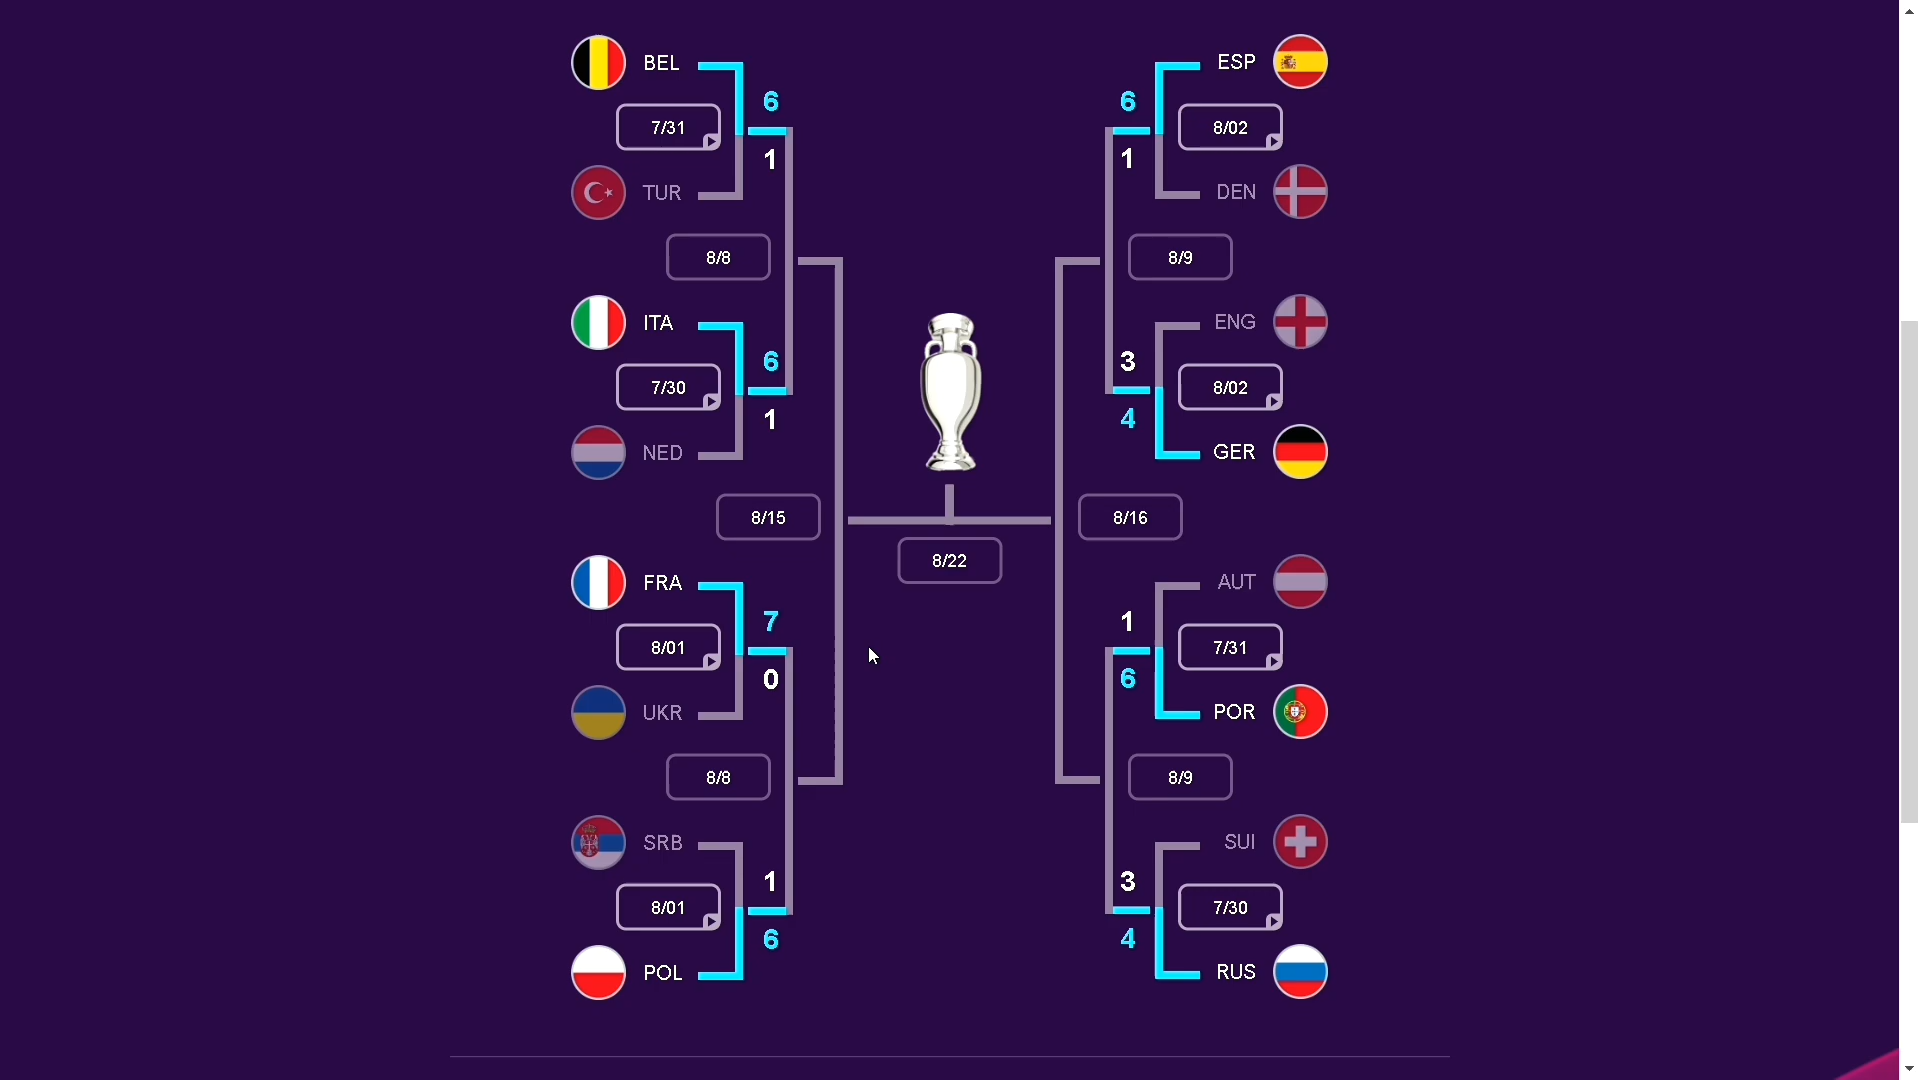 BEL
6
7/31
1
TUR
8/8
ITA
6
7/30
1
NED
8/15
FRA
7
8/01
0
UKR
8/8
SRB
1
8/01
6
POL
8/22
ESP
6
8/02
1
DEN
8/9
ENG
3
8/02
4
GER
8/16
AUT
1
7/31
6
POR
8/9
SUI
3
7/30
4
RUS